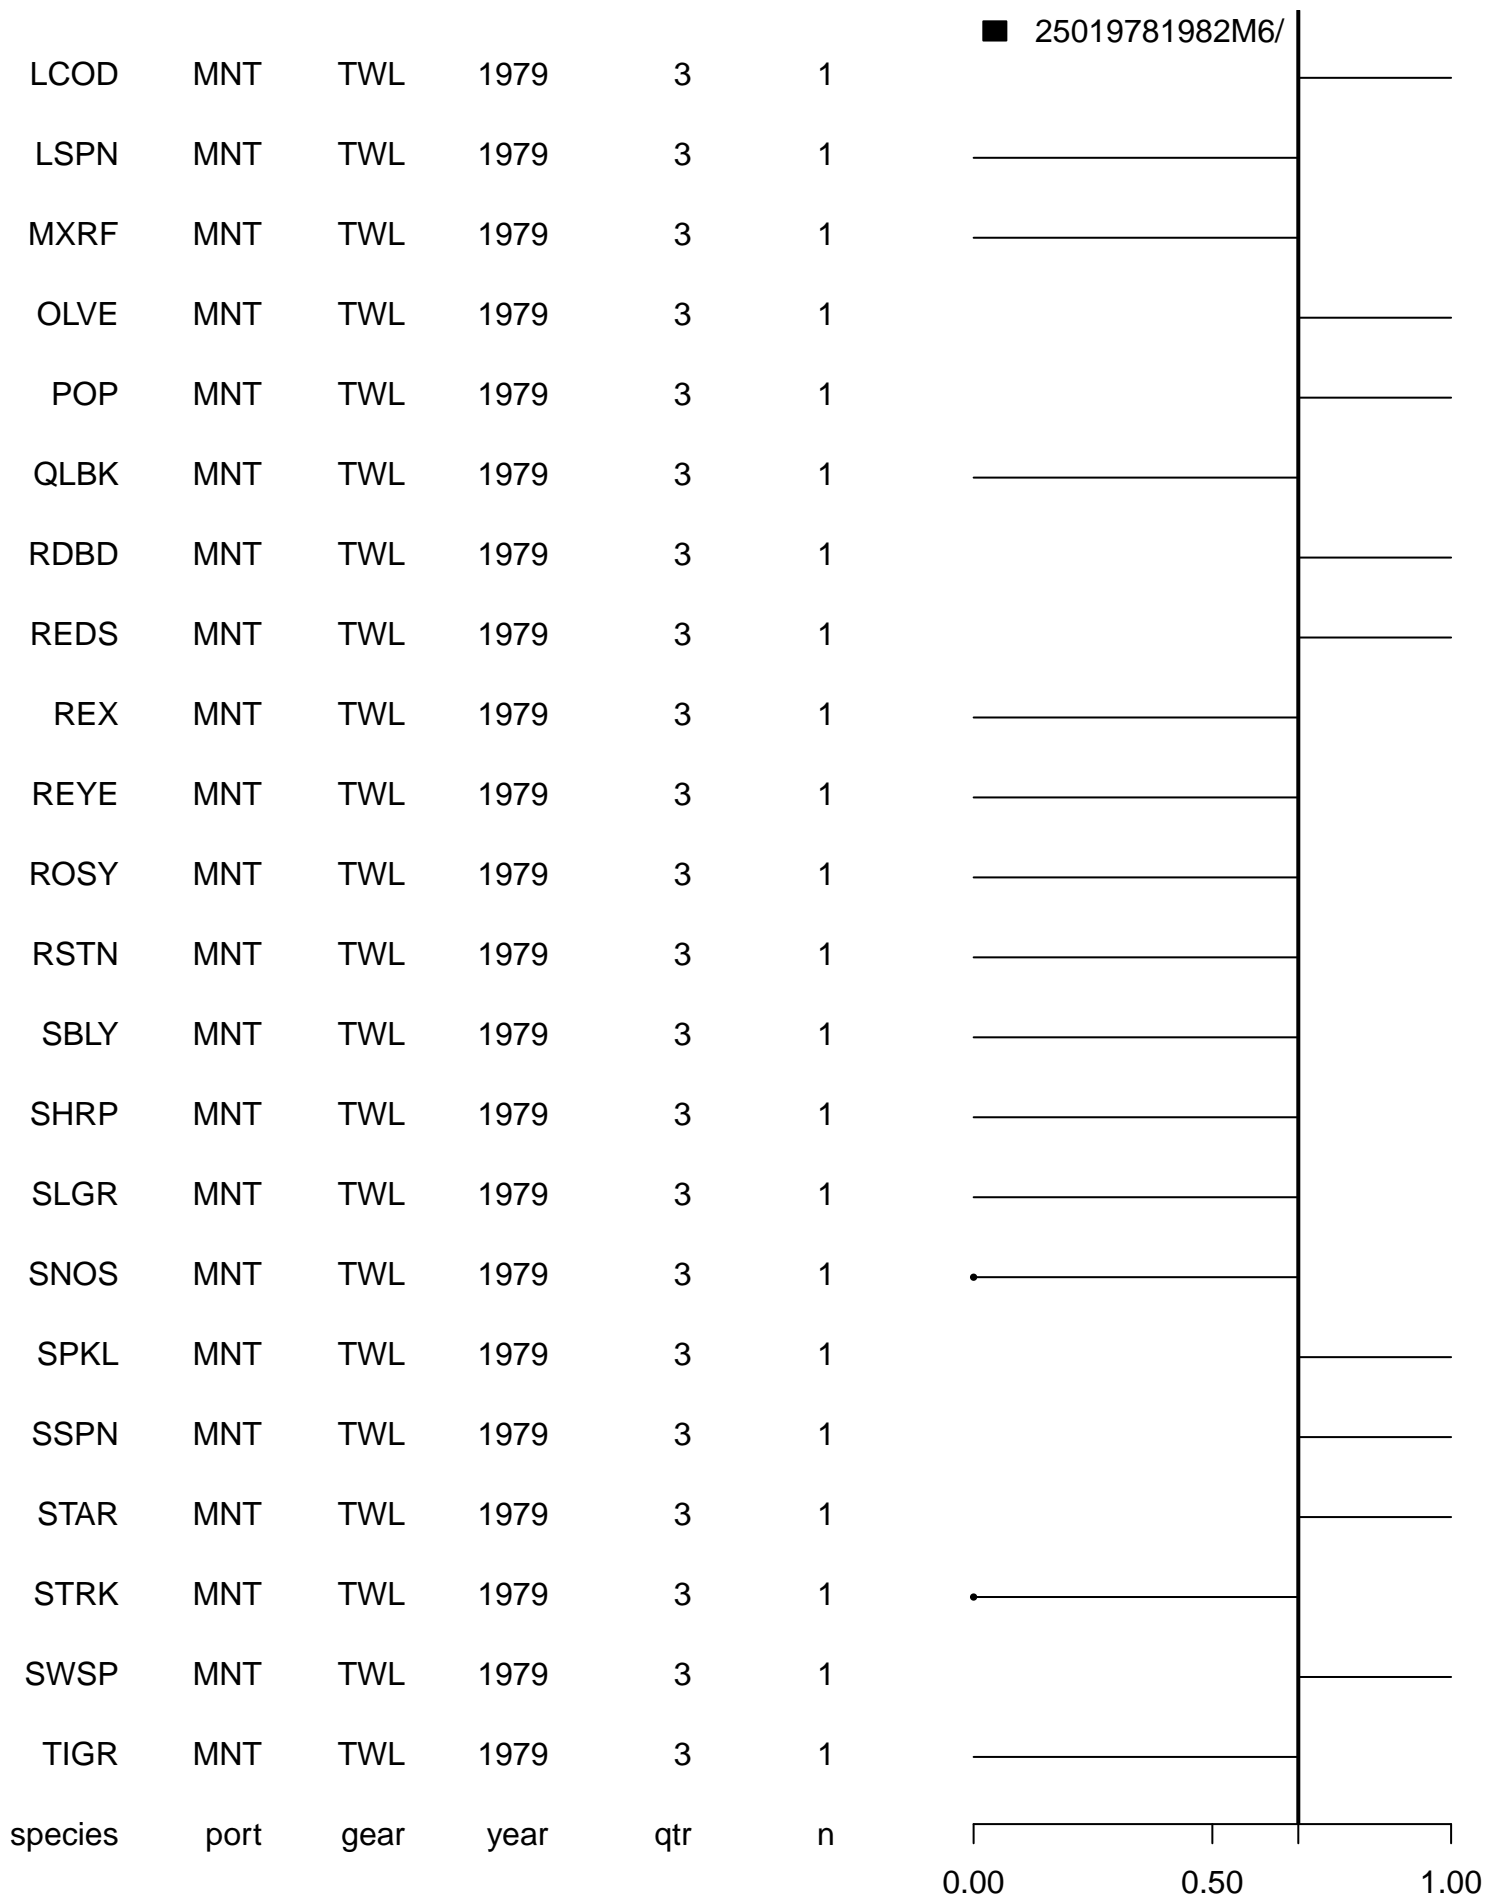 25019781982M6/
LCOD MNT TWL 1979 3 1
LSPN MNT TWL 1979 3 1
MXRF MNT TWL 1979 3 1
OLVE MNT TWL 1979 3 1
POP MNT TWL 1979 3 1
QLBK MNT TWL 1979 3 1
RDBD MNT TWL 1979 3 1
REDS MNT TWL 1979 3 1
REX MNT TWL 1979 3 1
REYE MNT TWL 1979 3 1
ROSY MNT TWL 1979 3 1
RSTN MNT TWL 1979 3 1
SBLY MNT TWL 1979 3 1
SHRP MNT TWL 1979 3 1
SLGR MNT TWL 1979 3 1
SNOS MNT TWL 1979 3 1
SPKL MNT TWL 1979 3 1
SSPN MNT TWL 1979 3 1
STAR MNT TWL 1979 3 1
STRK MNT TWL 1979 3 1
SWSP MNT TWL 1979 3 1
TIGR MNT TWL 1979 3 1
species port gear year qtr n
0.00 0.50 1.00